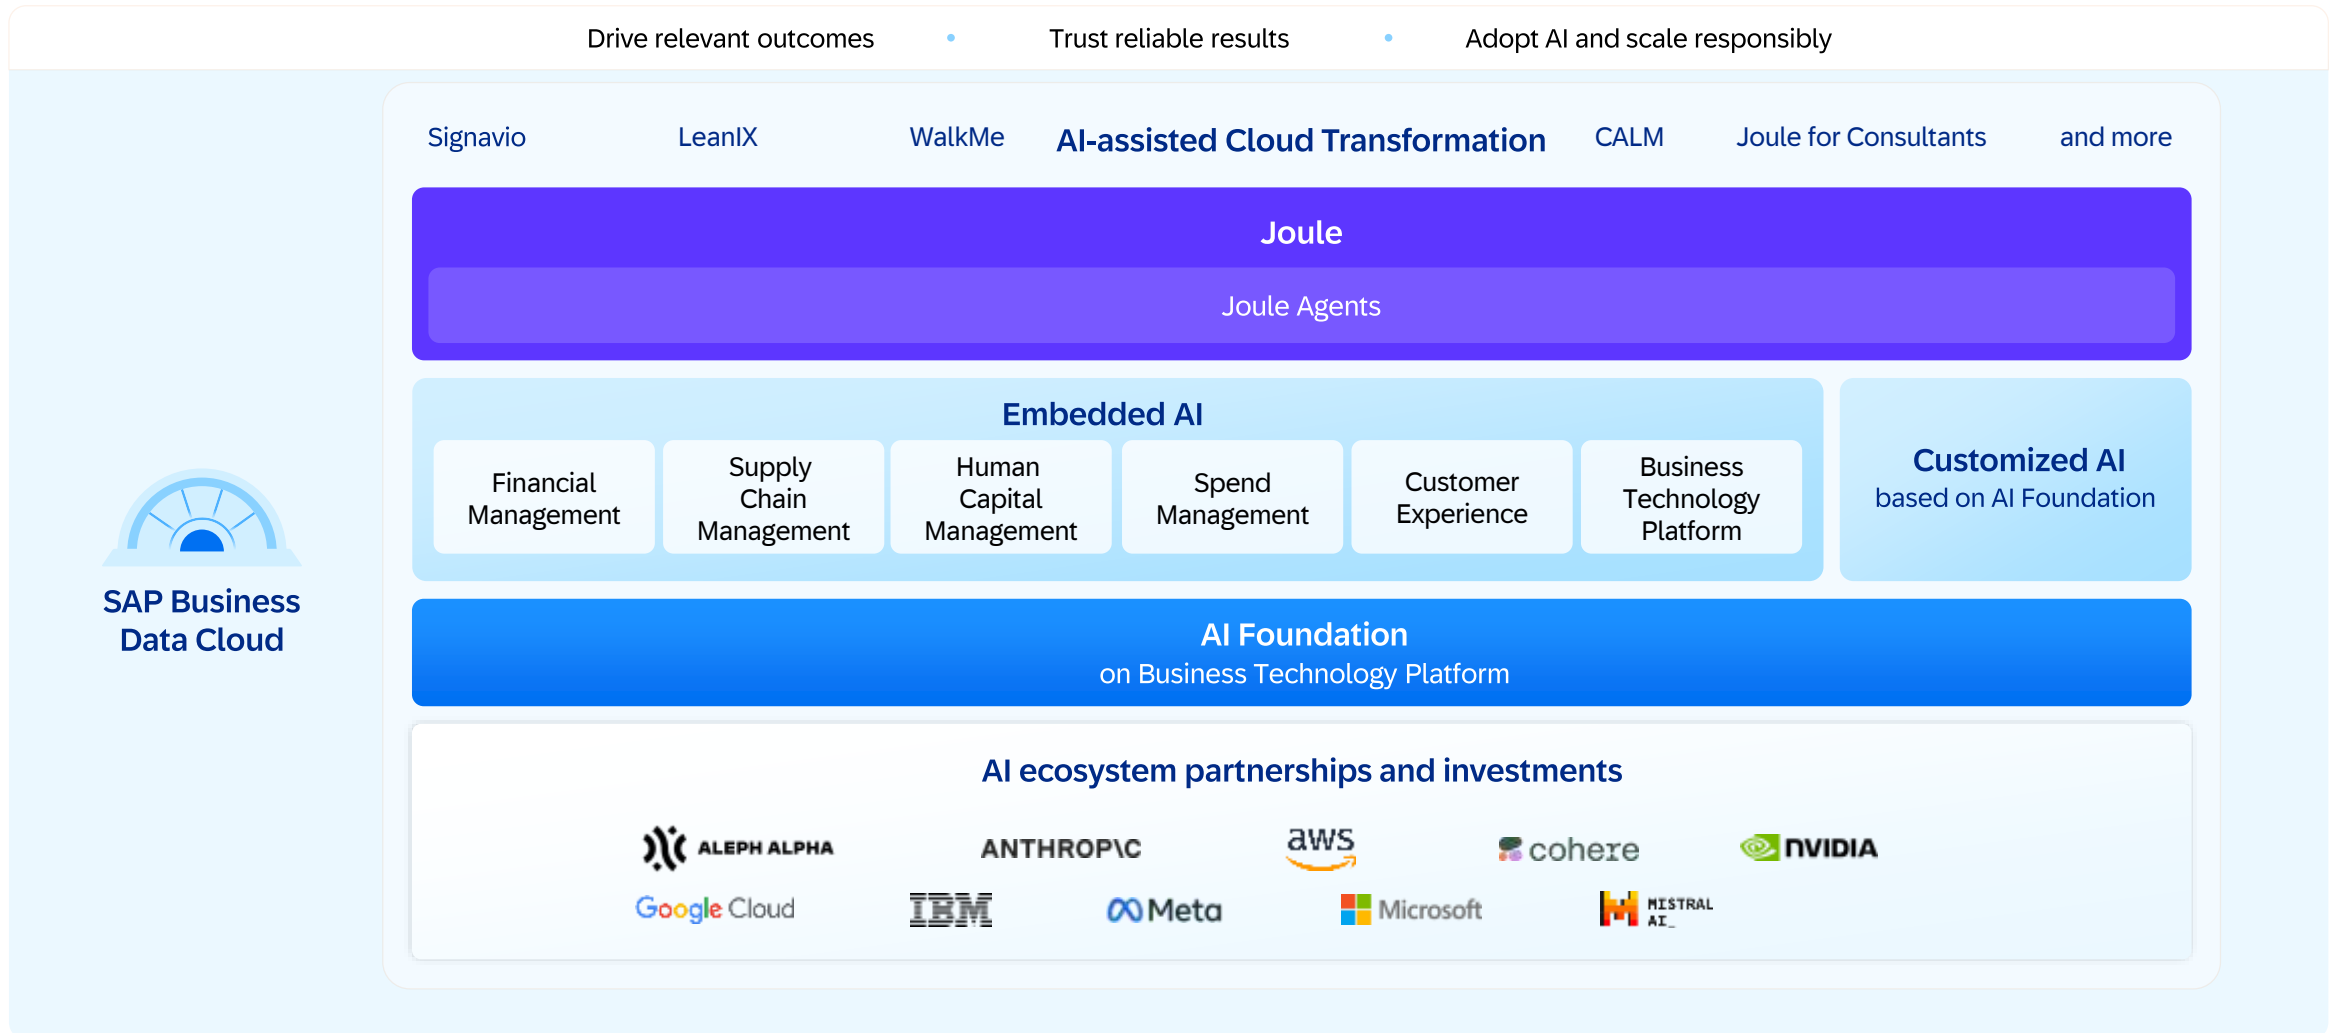 Drive relevant outcomes • Trust reliable results • Adopt AI and scale responsibly
Signavio LeanIX WalkMe AI-assisted Cloud Transformation CALM Joule for Consultants and more
Joule
Joule Agents
Embedded AI
Financial
Management
Supply
Chain
Management
Human
Capital
Management
Spend
Management
Customer
Experience
Business
Technology
Platform
Customized AI
based on AI Foundation
SAP Business
Data Cloud
AI Foundation
on Business Technology Platform
AI ecosystem partnerships and investments
ALEPH ALPHA ANTHROP\C aws cohere NVIDIA
Google Cloud IBM Meta Microsoft MISTRAL
AI_